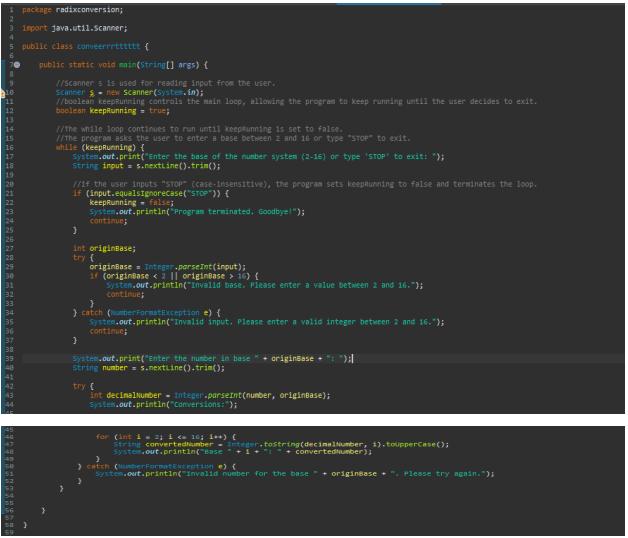 1 package radixconversion;
2
3 import java.util.Scanner;
4
5 public class conveerrrtttttt {
6
7 public static void main(String[] args) {
8
9 //Scanner s is used for reading input from the user.
10 Scanner s = new Scanner(System.in);
11 //boolean keepRunning controls the main loop, allowing the program to keep running until the user decides to exit.
12 boolean keepRunning = true;
13
14 //The while loop continues to run until keepRunning is set to false.
15 //The program asks the user to enter a base between 2 and 16 or type "STOP" to exit.
16 while (keepRunning) {
17 System.out.print("Enter the base of the number system (2-16) or type 'STOP' to exit: ");
18 String input = s.nextLine().trim();
19
20 //If the user inputs "STOP" (case-insensitive), the program sets keepRunning to false and terminates the loop.
21 if (input.equalsIgnoreCase("STOP")) {
22 keepRunning = false;
23 System.out.println("Program terminated. Goodbye!");
24 continue;
25 }
26
27 int originBase;
28 try {
29 originBase = Integer.parseInt(input);
30 if (originBase < 2 || originBase > 16) {
31 System.out.println("Invalid base. Please enter a value between 2 and 16.");
32 continue;
33 }
34 } catch (NumberFormatException e) {
35 System.out.println("Invalid input. Please enter a valid integer between 2 and 16.");
36 continue;
37 }
38
39 System.out.print("Enter the number in base " + originBase + ": ");
40 String number = s.nextLine().trim();
41
42 try {
43 int decimalNumber = Integer.parseInt(number, originBase);
44 System.out.println("Conversions:");
45
46 for (int i = 2; i <= 16; i++) {
47 String convertedNumber = Integer.toString(decimalNumber, i).toUpperCase();
48 System.out.println("Base " + i + ": " + convertedNumber);
49 }
50 } catch (NumberFormatException e) {
51 System.out.println("Invalid number for the base " + originBase + ". Please try again.");
52 }
53 }
54
55
56 }
57
58 }
59